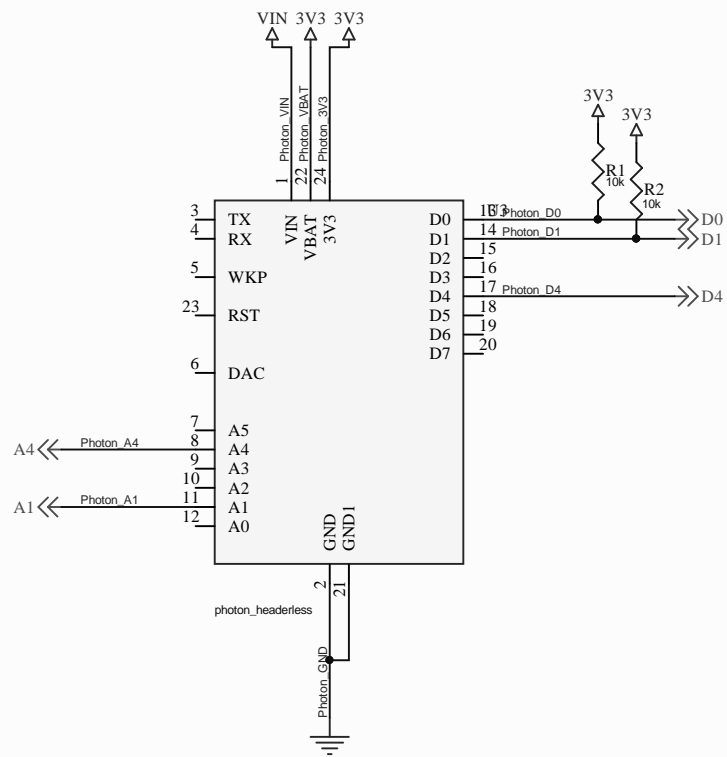 VIN 3V3 3V3
Photon_VIN
Photon_VBAT
Photon_3V3
1
22
24
3V3
3V3
R1
10k
R2
10k
VIN
VBAT
3V3
3 TX
4 RX
5 WKP
23 RST
6 DAC
7 A5
A4 Photon_A4 8 A4
9 A3
10 A2
A1 Photon_A1 11 A1
12 A0
D0 13 U3 Photon_D0 D0
D1 14 Photon_D1 D1
D2 15
D3 16
D4 17 Photon_D4 D4
D5 18
D6 19
D7 20
GND
GND1
2
21
photon_headerless
Photon_GND